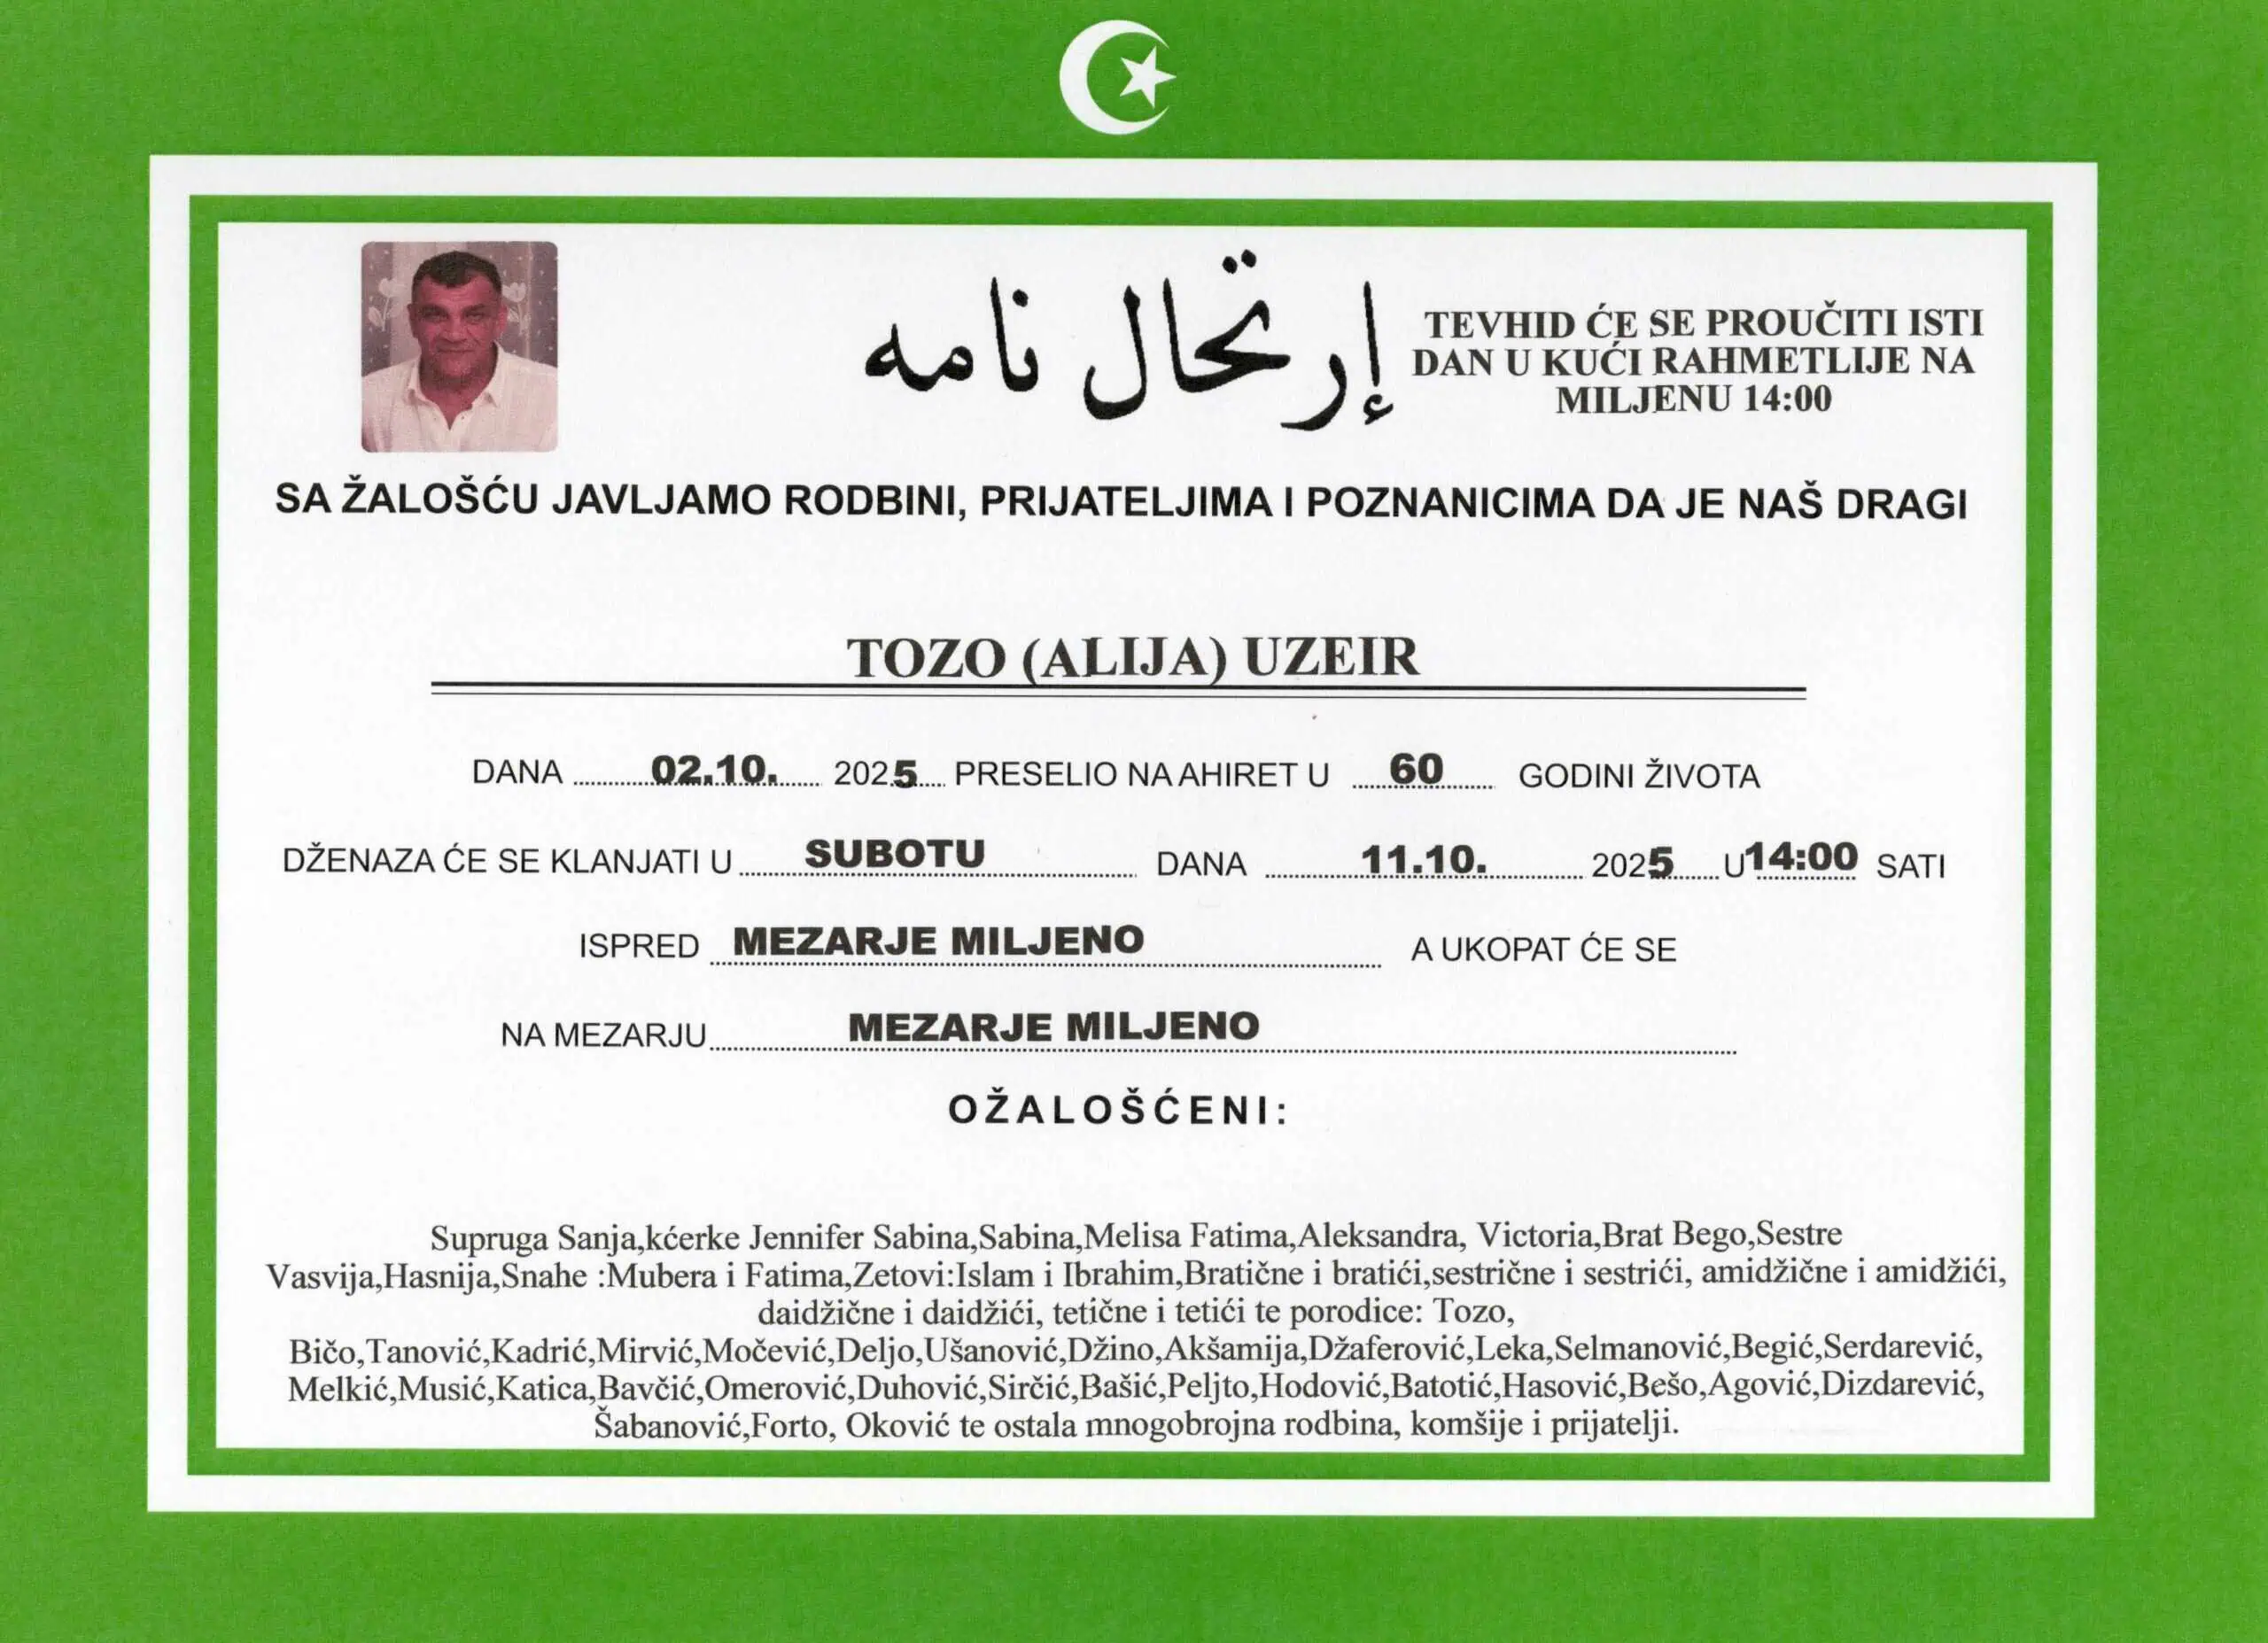 إرتحال نامه
TEVHID ĆE SE PROUČITI ISTI
DAN U KUĆI RAHMETLIJE NA
MILJENU 14:00
SA ŽALOŠĆU JAVLJAMO RODBINI, PRIJATELJIMA I POZNANICIMA DA JE NAŠ DRAGI
TOZO (ALIJA) UZEIR
DANA 02.10. 2025 PRESELIO NA AHIRET U 60 GODINI ŽIVOTA
DŽENAZA ĆE SE KLANJATI U SUBOTU DANA 11.10. 2025 U 14:00 SATI
ISPRED MEZARJE MILJENO A UKOPAT ĆE SE
NA MEZARJU MEZARJE MILJENO
OŽALOŠĆENI:
Supruga Sanja,kćerke Jennifer Sabina,Sabina,Melisa Fatima,Aleksandra, Victoria,Brat Bego,Sestre
Vasvija,Hasnija,Snahe :Mubera i Fatima,Zetovi:Islam i Ibrahim,Bratične i bratići,sestrične i sestrići, amidžične i amidžići,
daidžične i daidžići, tetične i tetići te porodice: Tozo,
Bičo,Tanović,Kadrić,Mirvić,Močević,Deljo,Ušanović,Džino,Akšamija,Džaferović,Leka,Selmanović,Begić,Serdarević,
Melkić,Musić,Katica,Bavčić,Omerović,Duhović,Sirčić,Bašić,Peljto,Hodović,Batotić,Hasović,Bešo,Agović,Dizdarević,
Šabanović,Forto, Oković te ostala mnogobrojna rodbina, komšije i prijatelji.